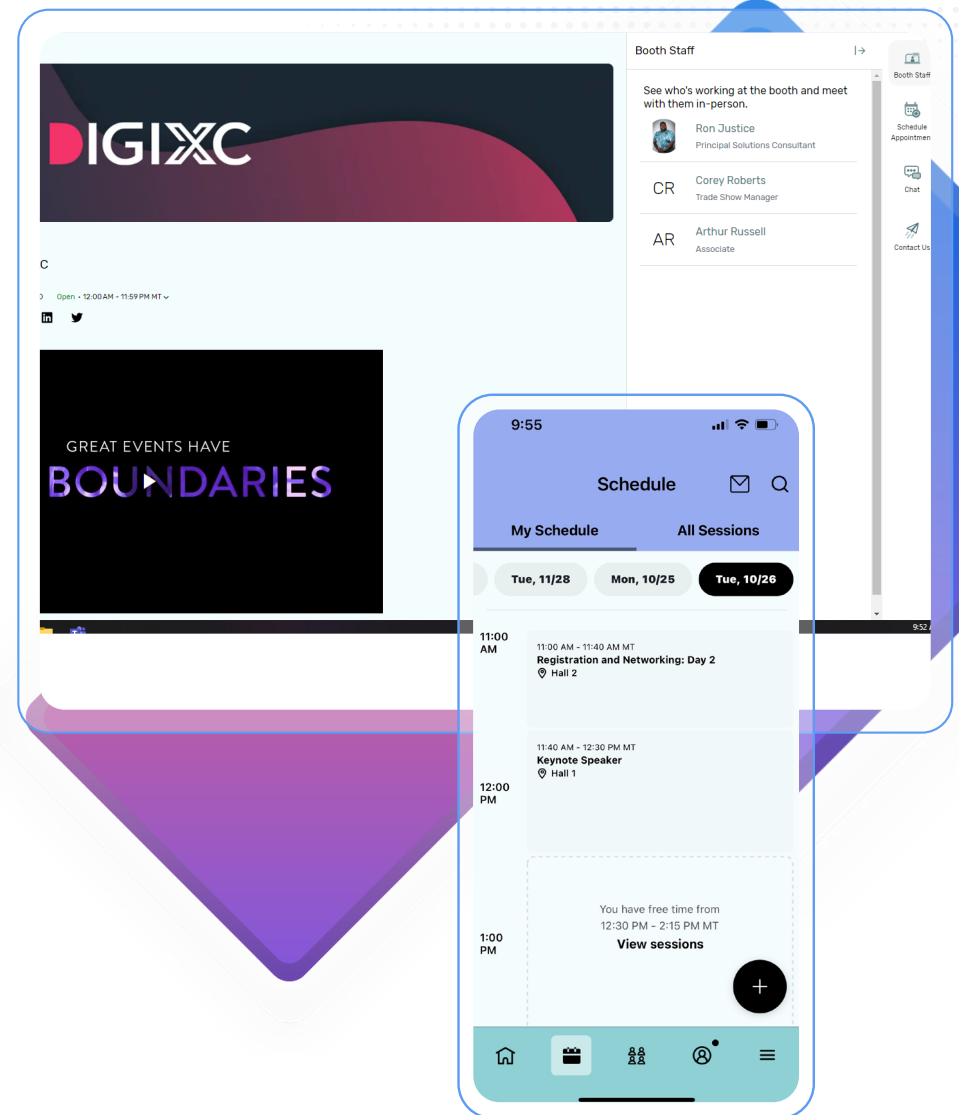 DIGIXC
C
Open • 12:00 AM - 11:59 PM MT
in
GREAT EVENTS HAVE
BOUNDARIES
Booth Staff
See who's working at the booth and meet
with them in-person.
Ron Justice
Principal Solutions Consultant
CR
Corey Roberts
Trade Show Manager
AR
Arthur Russell
Associate
Booth Staff
Schedule
Appointmen
Chat
Contact Us
9:52
9:55
Schedule
My Schedule
All Sessions
Tue, 11/28
Mon, 10/25
Tue, 10/26
11:00
AM
11:00 AM - 11:40 AM MT
Registration and Networking: Day 2
Hall 2
11:40 AM - 12:30 PM MT
Keynote Speaker
Hall 1
12:00
PM
You have free time from
12:30 PM - 2:15 PM MT
View sessions
1:00
PM